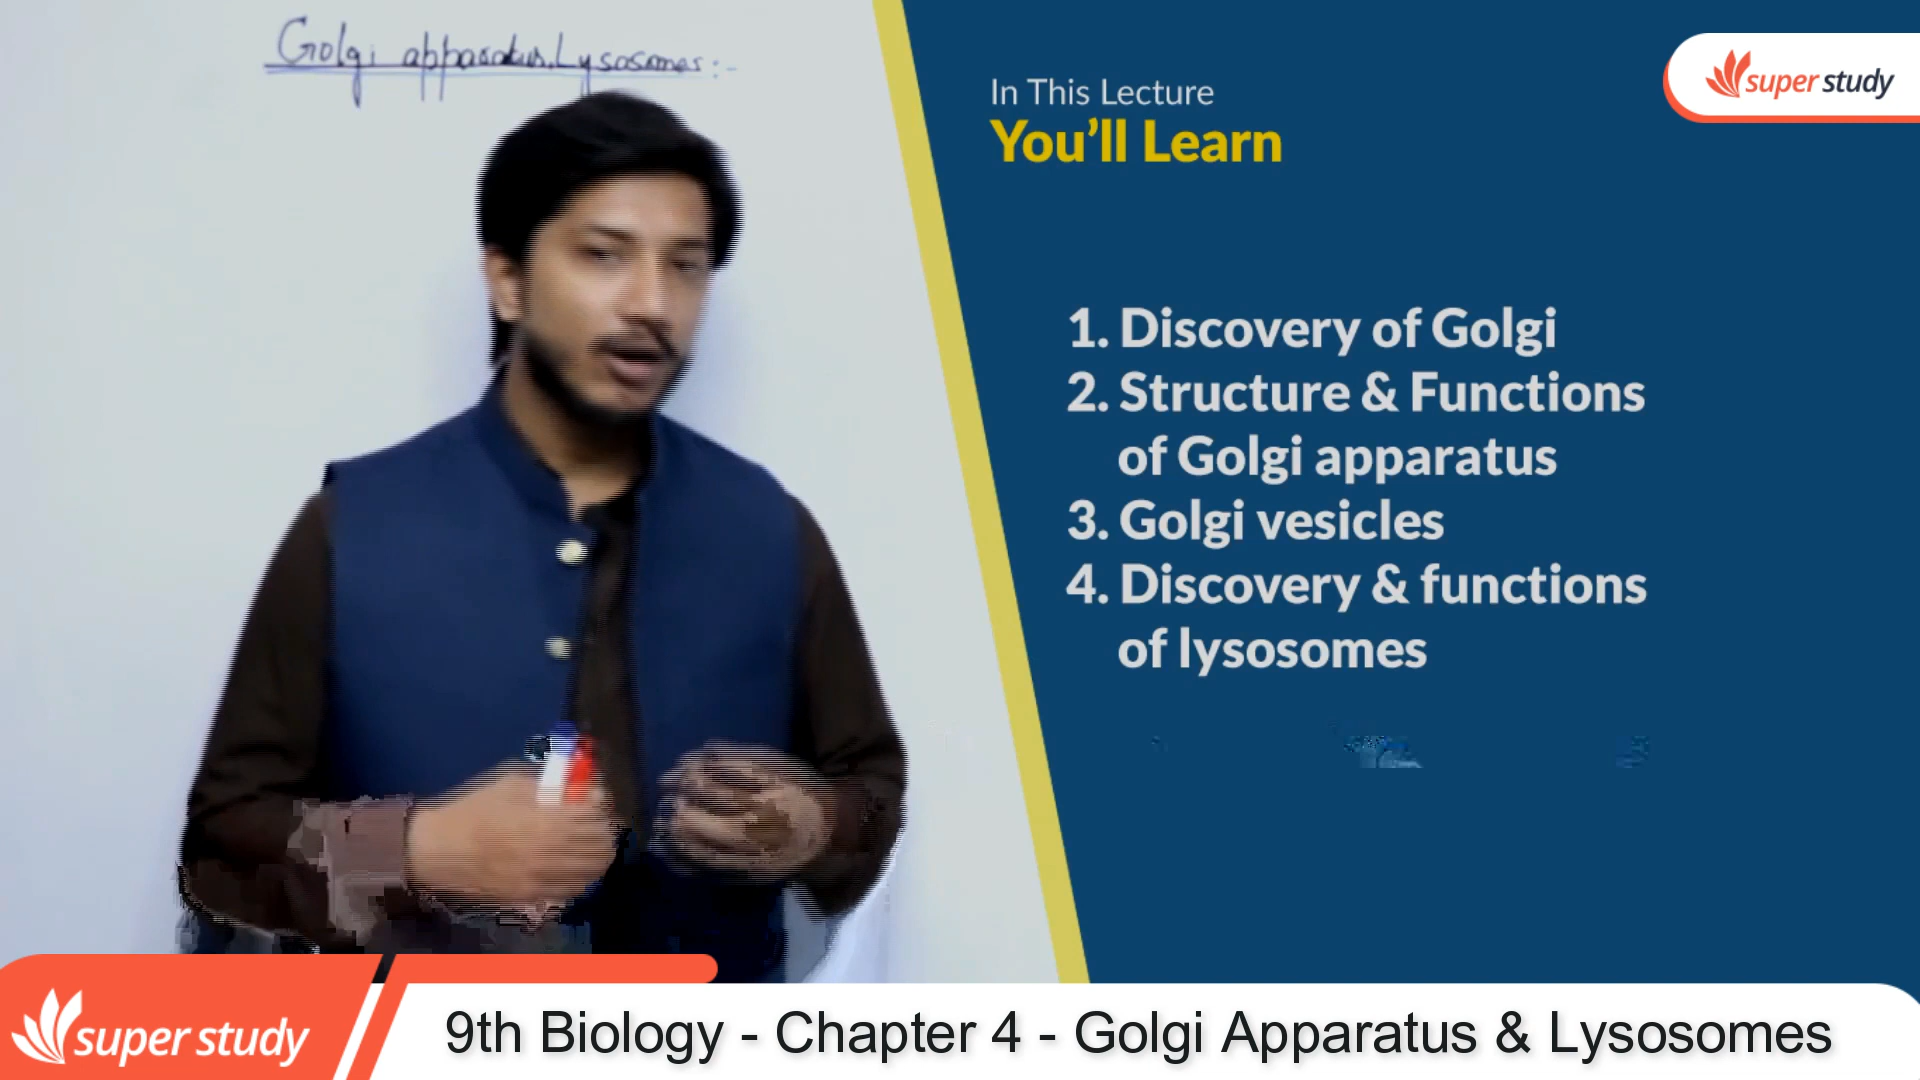 Golgi apparatus, Lysosomes:-
In This Lecture
You'll Learn
super study
1. Discovery of Golgi
2. Structure & Functions
of Golgi apparatus
3. Golgi vesicles
4. Discovery & functions
of lysosomes
super study
9th Biology - Chapter 4 - Golgi Apparatus & Lysosomes